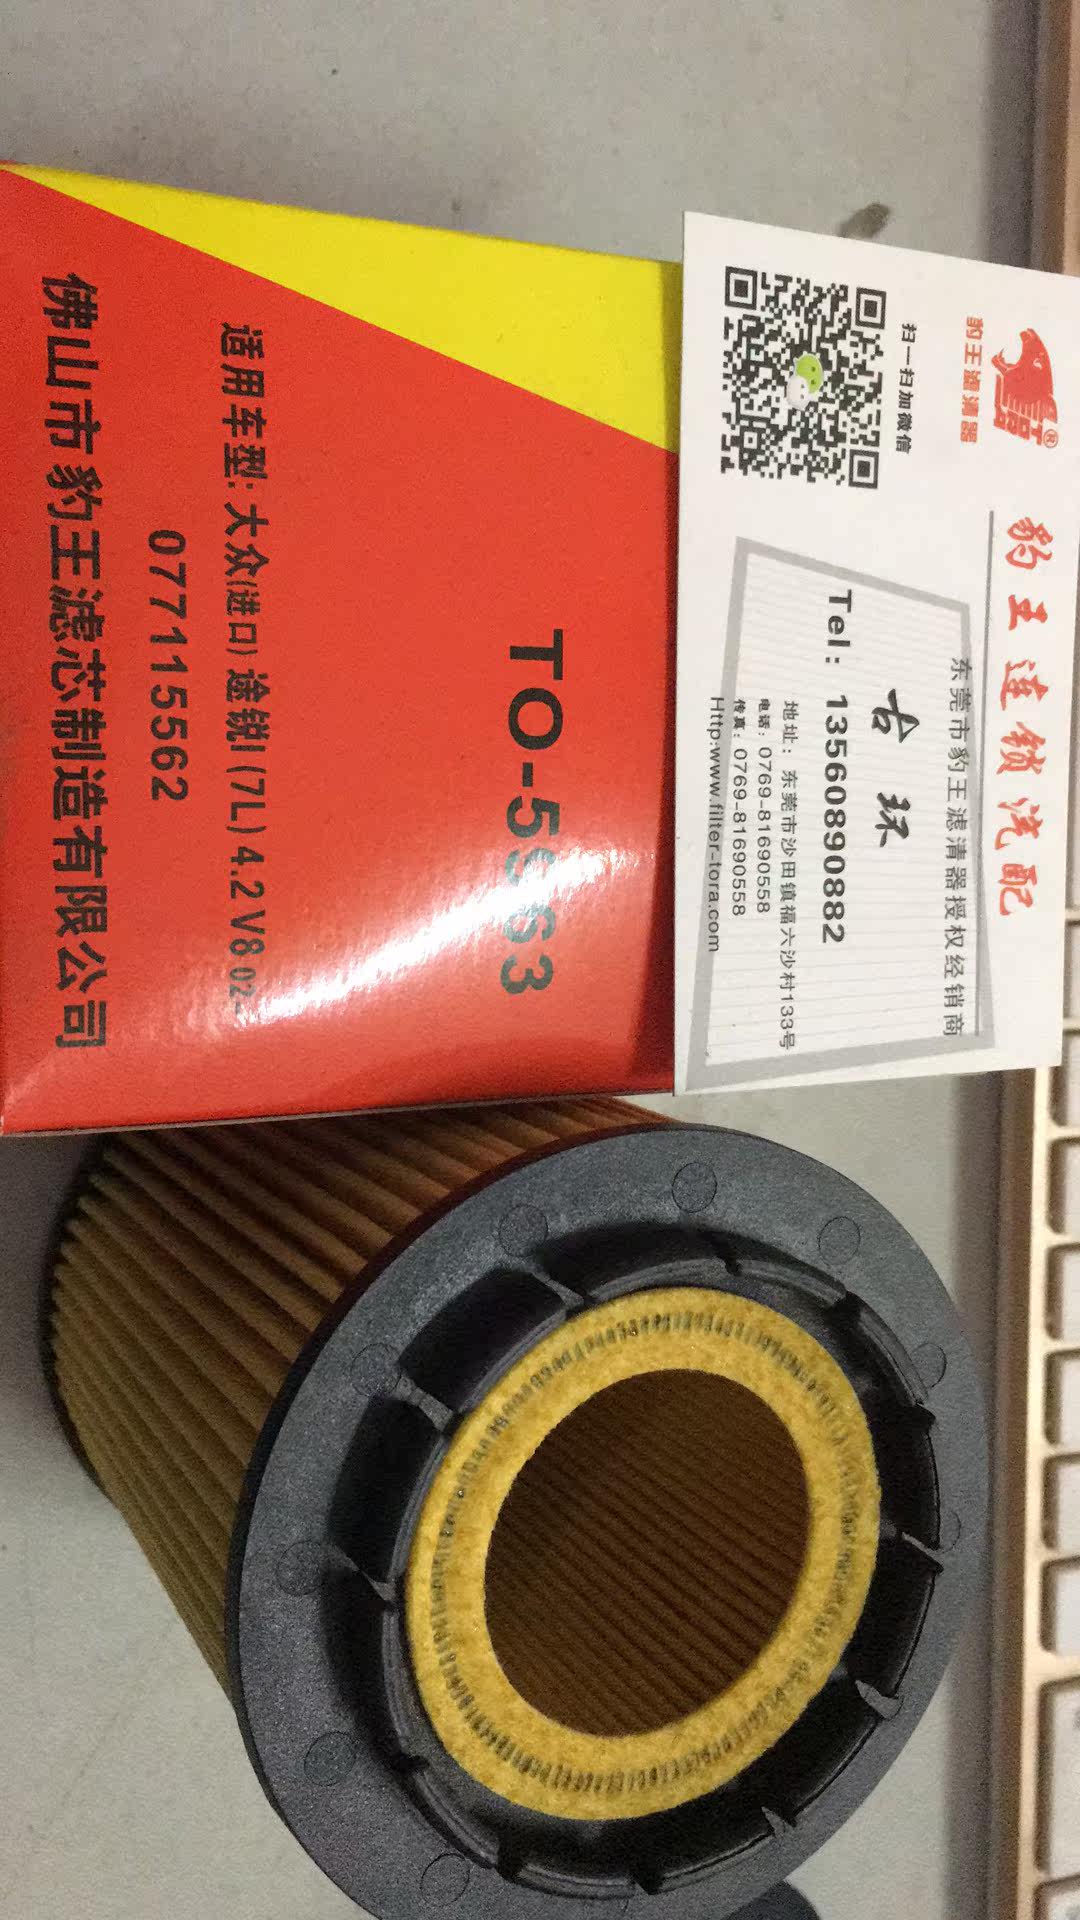 豹王滤清器
®
扫一扫加微信
豹王连锁汽配
东莞市豹王滤清器授权经销商
古环
Tel: 13560890882
地址: 东莞市沙田镇福六沙村133号
电话: 0769-81690558
传真: 0769-81690558
Http:www.filter-tora.com
TO-5563
适用车型: 大众(进口) 途锐I (7L) 4.2 V8 02-
077115562
佛山市豹王滤芯制造有限公司